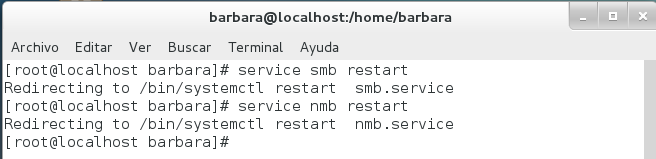 barbara@localhost:/home/barbara
Archivo Editar Ver Buscar Terminal Ayuda
[root@localhost barbara]# service smb restart
Redirecting to /bin/systemctl restart  smb.service
[root@localhost barbara]# service nmb restart
Redirecting to /bin/systemctl restart  nmb.service
[root@localhost barbara]#